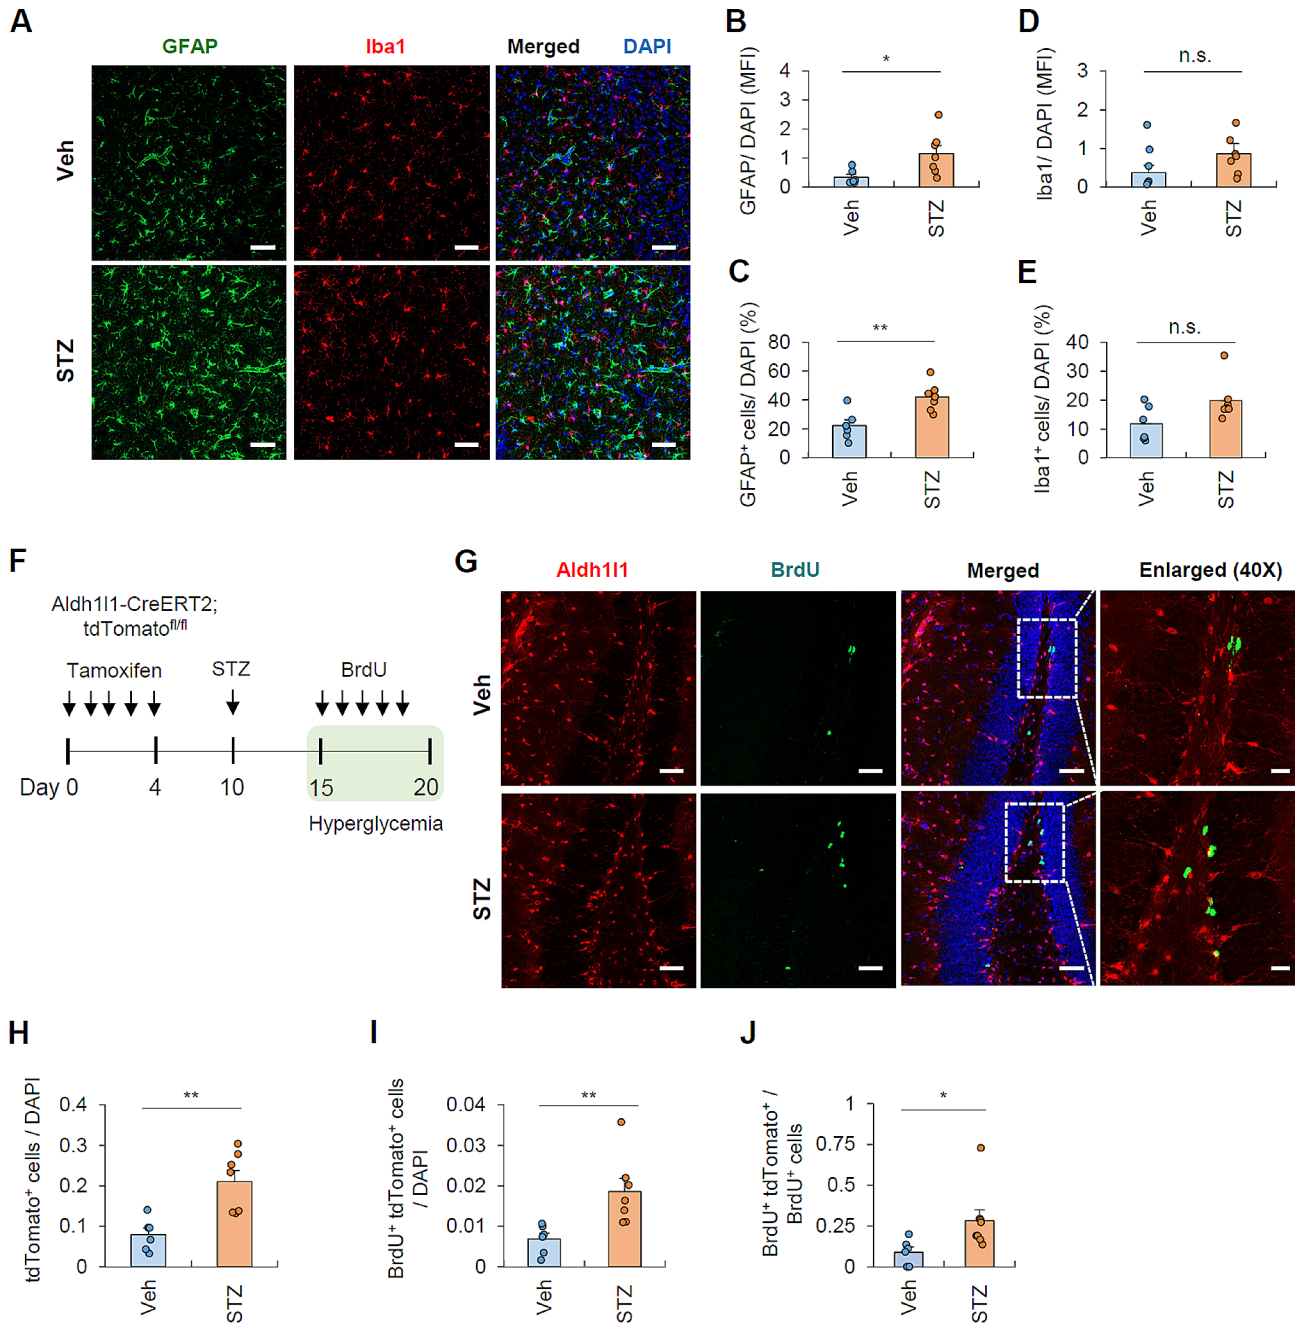 A
GFAP
Iba1
Merged
DAPI
Veh
STZ
B
GFAP/ DAPI (MFI)
4
3
2
1
0
*
Veh
STZ
D
Iba1/ DAPI (MFI)
3
2
1
0
n.s.
Veh
STZ
C
GFAP⁺ cells/ DAPI (%)
80
60
40
20
0
**
Veh
STZ
E
Iba1⁺ cells/ DAPI (%)
40
30
20
10
0
n.s.
Veh
STZ
F
Aldh1l1-CreERT2;
tdTomato^fl/fl
Tamoxifen
STZ
BrdU
Day 0
4
10
15
20
Hyperglycemia
G
Aldh1l1
BrdU
Merged
Enlarged (40X)
Veh
STZ
H
tdTomato⁺ cells / DAPI
0.4
0.3
0.2
0.1
0
**
Veh
STZ
I
BrdU⁺ tdTomato⁺ cells
/ DAPI
0.04
0.03
0.02
0.01
0
**
Veh
STZ
J
BrdU⁺ tdTomato⁺ /
BrdU⁺ cells
1
0.75
0.5
0.25
0
*
Veh
STZ